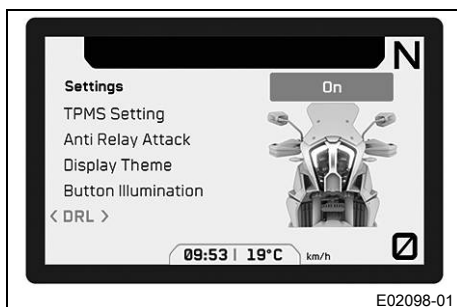 N
Settings
On
TPMS Setting
Anti Relay Attack
Display Theme
Button Illumination
< DRL >
09:53 | 19°C km/h
E02098-01